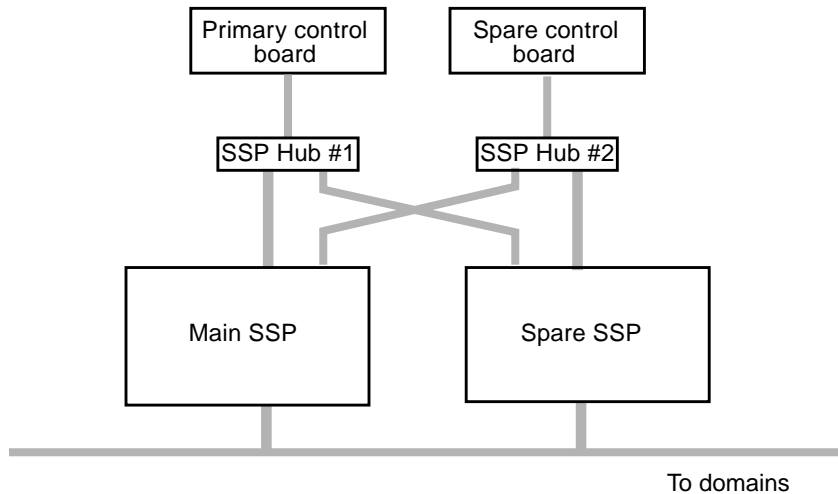 Primary control
board
Spare control
board
SSP Hub #1
SSP Hub #2
Main SSP
Spare SSP
To domains